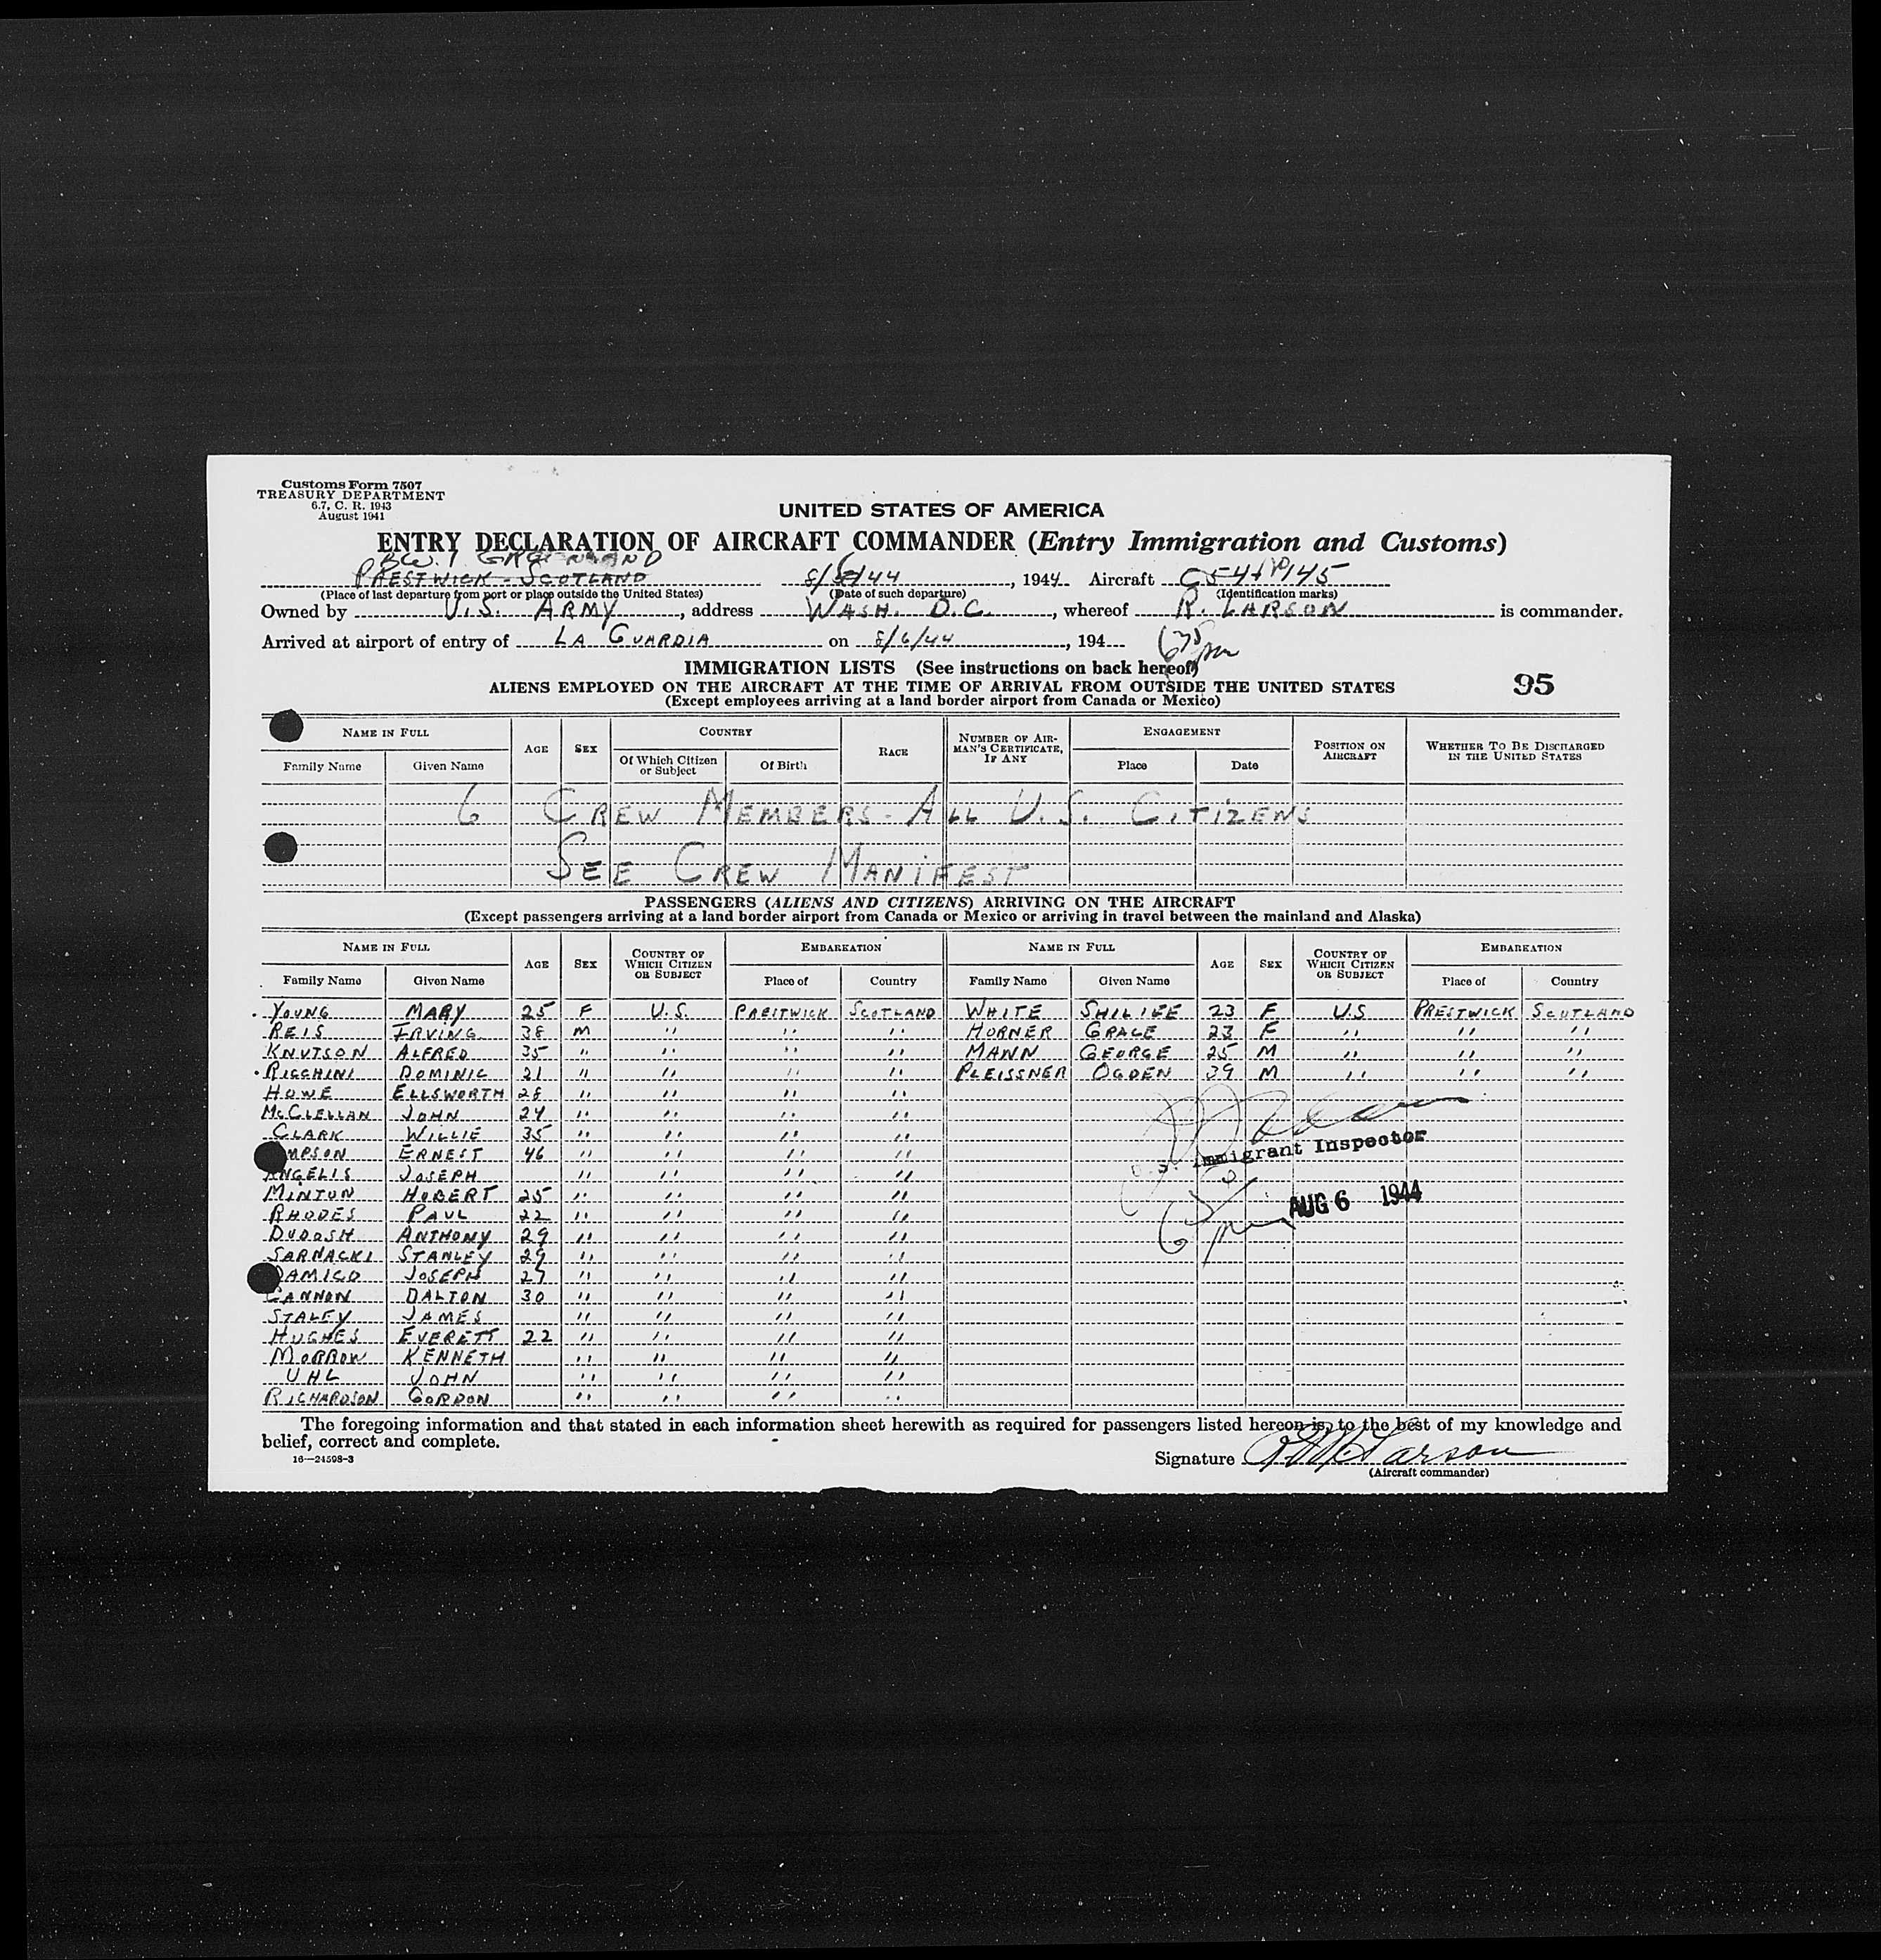 Customs Form 7507
TREASURY DEPARTMENT
6.7, C. R. 1943
August 1941
UNITED STATES OF AMERICA
ENTRY DECLARATION OF AIRCRAFT COMMANDER (Entry Immigration and Customs)
BW. 1 GREENLAND
PRESTWICK - SCOTLAND 8/5/44, 1944 Aircraft C54
(Place of last departure from port or place outside the United States) (Date of such departure) (Identification marks)
Owned by U.S. ARMY, address WASH. D.C., whereof R. LARSON is commander.
Arrived at airport of entry of LA GUARDIA on 8/6/44, 194
IMMIGRATION LISTS (See instructions on back hereof)
95
ALIENS EMPLOYED ON THE AIRCRAFT AT THE TIME OF ARRIVAL FROM OUTSIDE THE UNITED STATES
(Except employees arriving at a land border airport from Canada or Mexico)
NAME IN FULL AGE SEX COUNTRY RACE NUMBER OF AIRMAN'S CERTIFICATE, IF ANY ENGAGEMENT POSITION ON AIRCRAFT WHETHER TO BE DISCHARGED IN THE UNITED STATES
Family Name Given Name Of Which Citizen or Subject Of Birth Place Date
6 CREW MEMBERS - ALL U.S. CITIZENS
SEE CREW MANIFEST
PASSENGERS (ALIENS AND CITIZENS) ARRIVING ON THE AIRCRAFT
(Except passengers arriving at a land border airport from Canada or Mexico or arriving in travel between the mainland and Alaska)
NAME IN FULL AGE SEX COUNTRY OF WHICH CITIZEN OR SUBJECT EMBARKATION NAME IN FULL AGE SEX COUNTRY OF WHICH CITIZEN OR SUBJECT EMBARKATION
Family Name Given Name Place of Country Family Name Given Name Place of Country
YOUNG MARY 25 F U.S. PRESTWICK SCOTLAND WHITE SHILIEE 23 F U.S PRESTWICK SCOTLAND
REIS IRVING 38 M " " " HORNER GRACE 23 F " " "
KNUTSON ALFRED 35 " " " " MANN GEORGE 25 M " " "
RICCHINI DOMINIC 21 " " " " PLEISSNER OGDEN 39 M " " "
HOWE ELLSWORTH 28 " " " "
McCLELLAN JOHN 24 " " " "
CLARK WILLIE 35 " " " "
MPSON ERNEST 46 " " " "
ANGELIS JOSEPH " " " "
MINTON HOBERT 25 " " " "
RHODES PAUL 22 " " " "
DUDOSH ANTHONY 29 " " " "
SARNACKI STANLEY 29 " " " "
DAMICO JOSEPH 27 " " " "
CANNON DALTON 30 " " " "
STALEY JAMES " " " "
HUGHES EVERETT 22 " " " "
MORROW KENNETH " " " "
UHL JOHN " " " "
RICHARDSON GORDON " " " "
U.S. Immigrant Inspector
AUG 6 1944
The foregoing information and that stated in each information sheet herewith as required for passengers listed hereon is, to the best of my knowledge and
belief, correct and complete.
16—24598-3
Signature R M Larson
(Aircraft commander)